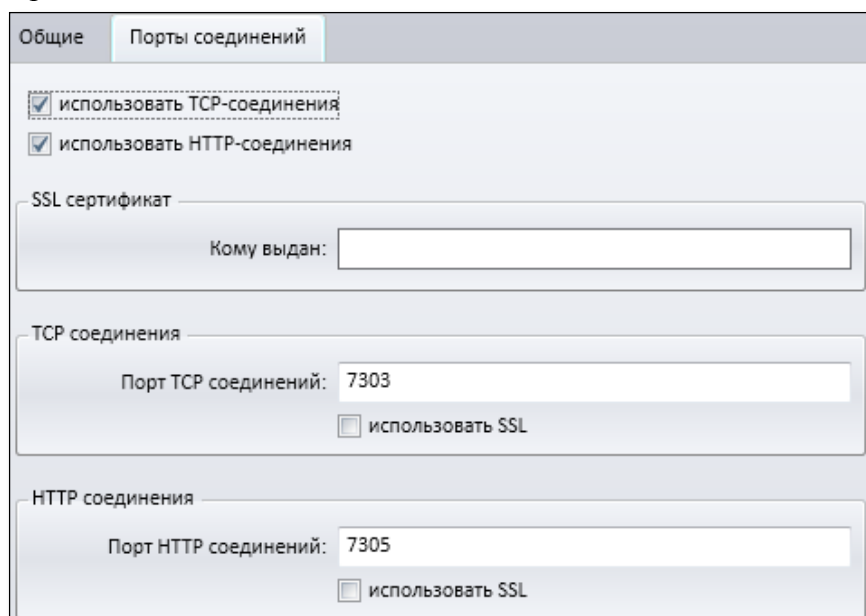 Общие Порты соединений
использовать TCP-соединения
использовать HTTP-соединения
SSL сертификат
Кому выдан:
TCP соединения
Порт TCP соединений: 7303
использовать SSL
HTTP соединения
Порт HTTP соединений: 7305
использовать SSL